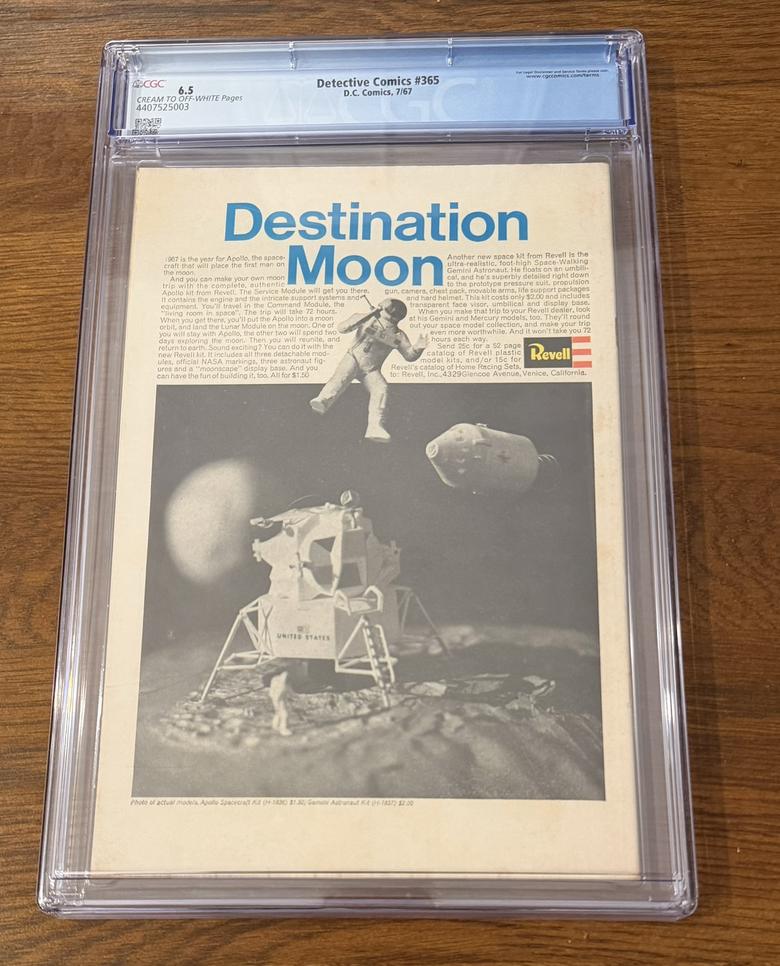 CGC
6.5
CREAM TO OFF-WHITE Pages
4407525003
Detective Comics #365
D.C. Comics, 7/67
For Legal Disclaimer and Service Terms please visit:
www.cgccomics.com/terms
Destination
Moon
1967 is the year for Apollo, the space-
craft that will place the first man on
the moon.
And you can make your own moon
trip with the complete, authentic
Apollo kit from Revell. The Service Module will get you there.
It contains the engine and the intricate support systems and
equipment. You'll travel in the Command Module, the
"living room in space". The trip will take 72 hours.
When you get there, you'll put the Apollo into a moon
orbit, and land the Lunar Module on the moon. One of
you will stay with Apollo, the other two will spend two
days exploring the moon. Then you will reunite, and
return to earth. Sound exciting? You can do it with the
new Revell kit. It includes all three detachable mod-
ules, official NASA markings, three astronaut fig-
ures and a "moonscape" display base. And you
can have the fun of building it, too. All for $1.50
Another new space kit from Revell is the
ultra-realistic, foot-high Space-Walking
Gemini Astronaut. He floats on an umbili-
cal, and he's superbly detailed right down
to the prototype pressure suit, propulsion
gun, camera, chest pack, movable arms, life support packages
and hard helmet. This kit costs only $2.00 and includes
transparent face visor, umbilical and display base.
When you make that trip to your Revell dealer, look
at his Gemini and Mercury models, too. They'll round
out your space model collection, and make your trip
even more worthwhile. And it won't take you 72
hours each way.
Send 25c for a 52 page
catalog of Revell plastic
model kits, and/or 15c for
Revell's catalog of Home Racing Sets,
to: Revell, Inc., 4329 Glencoe Avenue, Venice, California.
Revell
UNITED STATES
Photo of actual models. Apollo Spacecraft Kit (H-1836) $1.50; Gemini Astronaut Kit (H-1837) $2.00